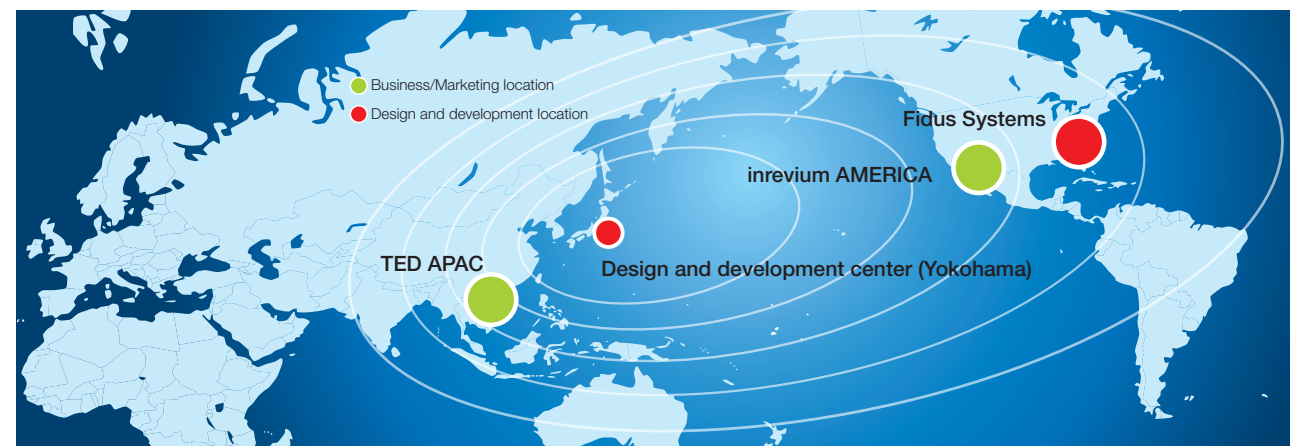 Business/Marketing location
Design and development location
Fidus Systems
inrevium AMERICA
TED APAC
Design and development center (Yokohama)